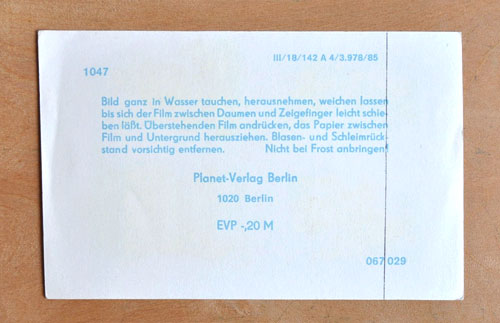 III/18/142 A 4/3.978/85
1047
Bild ganz in Wasser tauchen, herausnehmen, weichen lassen
bis sich der Film zwischen Daumen und Zeigefinger leicht schie-
ben läßt. Überstehenden Film andrücken, das Papier zwischen
Film und Untergrund herausziehen. Blasen- und Schleimrück-
stand vorsichtig entfernen. Nicht bei Frost anbringen!
Planet-Verlag Berlin
1020 Berlin
EVP -,20 M
067 029